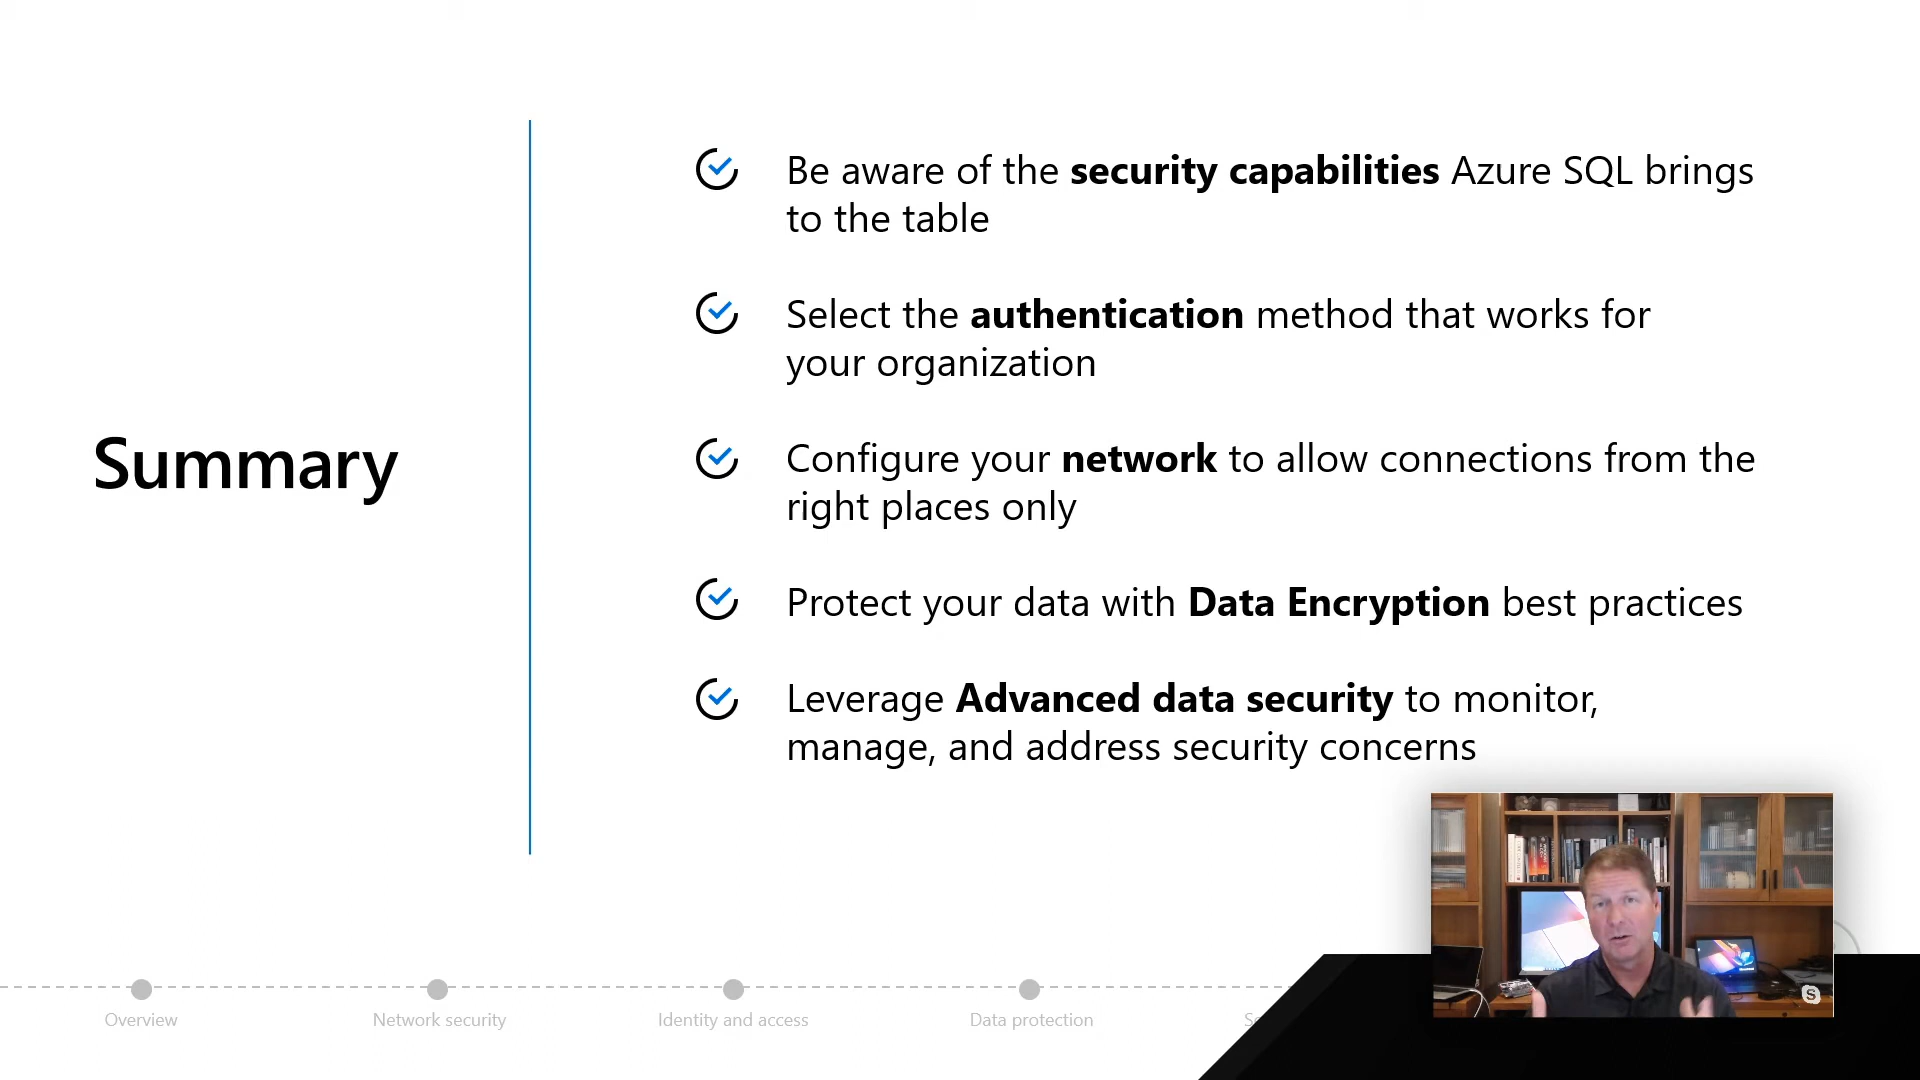 Summary
Be aware of the security capabilities Azure SQL brings
to the table
Select the authentication method that works for
your organization
Configure your network to allow connections from the
right places only
Protect your data with Data Encryption best practices
Leverage Advanced data security to monitor,
manage, and address security concerns
Overview
Network security
Identity and access
Data protection